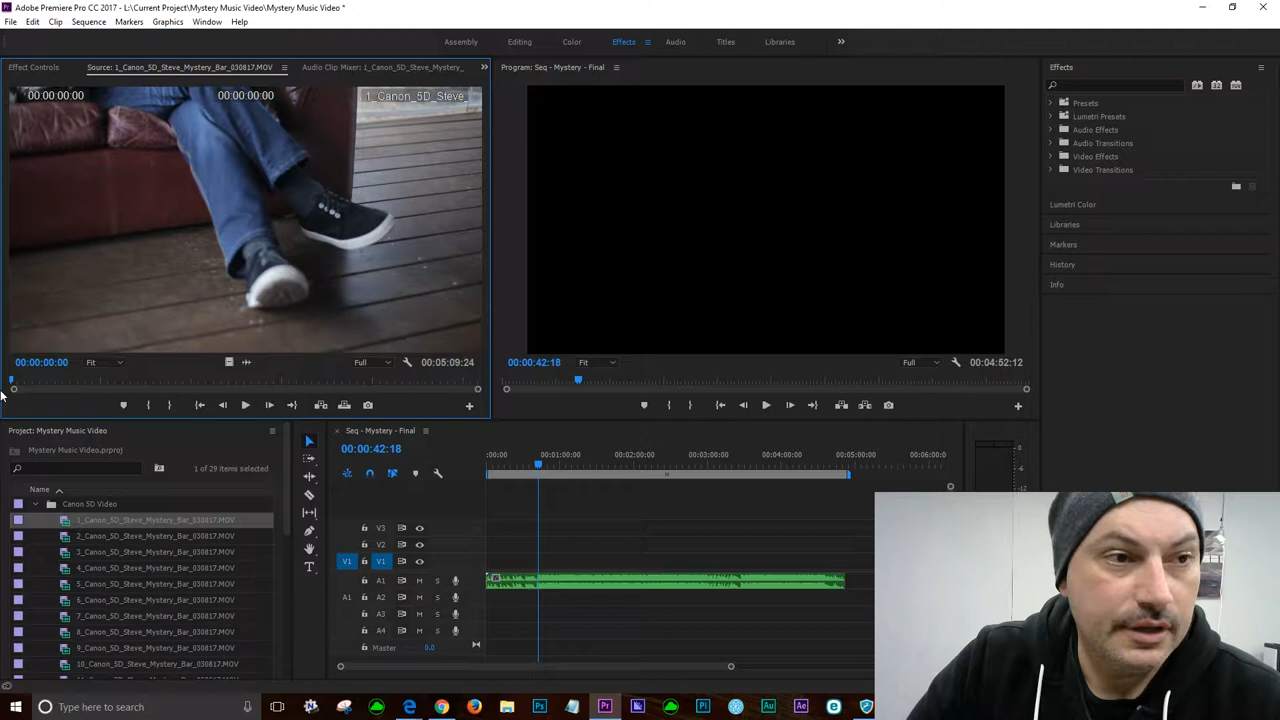 Adobe Premiere Pro CC 2017 - L:\Current Project\Mystery Music Video\Mystery Music Video *
File Edit Clip Sequence Markers Graphics Window Help
Assembly Editing Color Effects Audio Titles Libraries
Effect Controls Source: 1_Canon_5D_Steve_Mystery_Bar_030817.MOV Audio Clip Mixer: 1_Canon_5D_Steve_Mystery_
Program: Seq - Mystery - Final
Effects
00:00:00:00 00:00:00:00 1_Canon_5D_Steve_
Presets
Lumetri Presets
Audio Effects
Audio Transitions
Video Effects
Video Transitions
Lumetri Color
Libraries
Markers
History
Info
00:00:00:00 Fit Full 00:05:09:24
00:00:42:18 Fit Full 00:04:52:12
Project: Mystery Music Video
Mystery Music Video.prproj
1 of 29 items selected
Name
Canon 5D Video
1_Canon_5D_Steve_Mystery_Bar_030817.MOV
2_Canon_5D_Steve_Mystery_Bar_030817.MOV
3_Canon_5D_Steve_Mystery_Bar_030817.MOV
4_Canon_5D_Steve_Mystery_Bar_030817.MOV
5_Canon_5D_Steve_Mystery_Bar_030817.MOV
6_Canon_5D_Steve_Mystery_Bar_030817.MOV
7_Canon_5D_Steve_Mystery_Bar_030817.MOV
8_Canon_5D_Steve_Mystery_Bar_030817.MOV
9_Canon_5D_Steve_Mystery_Bar_030817.MOV
10_Canon_5D_Steve_Mystery_Bar_030817.MOV
Seq - Mystery - Final
00:00:42:18
:00:00 00:01:00:00 00:02:00:00 00:03:00:00 00:04:00:00 00:05:00:00 00:06:00:00
V3
V2
V1 V1
A1 M S
A1 A2 M S
A3 M S
A4 M S
Master 0.0
0
-6
-12
Type here to search